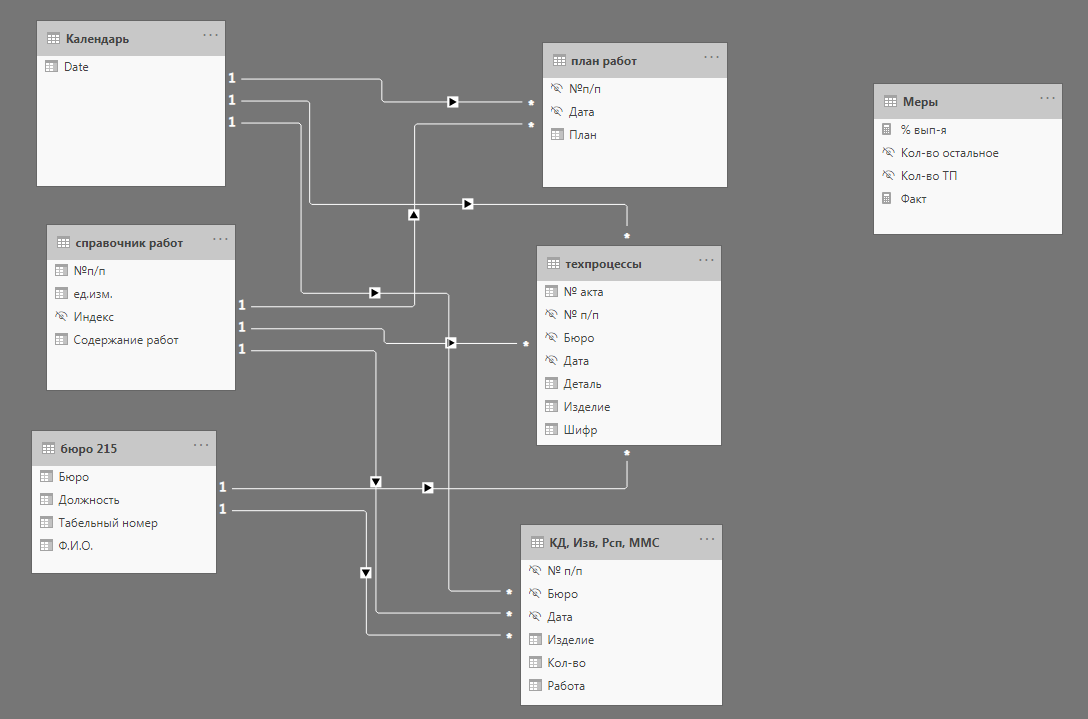 Календарь
Date
план работ
№п/п
Дата
План
Меры
% вып-я
Кол-во остальное
Кол-во ТП
Факт
1
1
1
*
*
справочник работ
№п/п
ед.изм.
Индекс
Содержание работ
1
1
1
*
*
техпроцессы
№ акта
№ п/п
Бюро
Дата
Деталь
Изделие
Шифр
*
бюро 215
Бюро
Должность
Табельный номер
Ф.И.О.
1
1
КД, Изв, Рсп, ММС
№ п/п
Бюро
Дата
Изделие
Кол-во
Работа
*
*
*